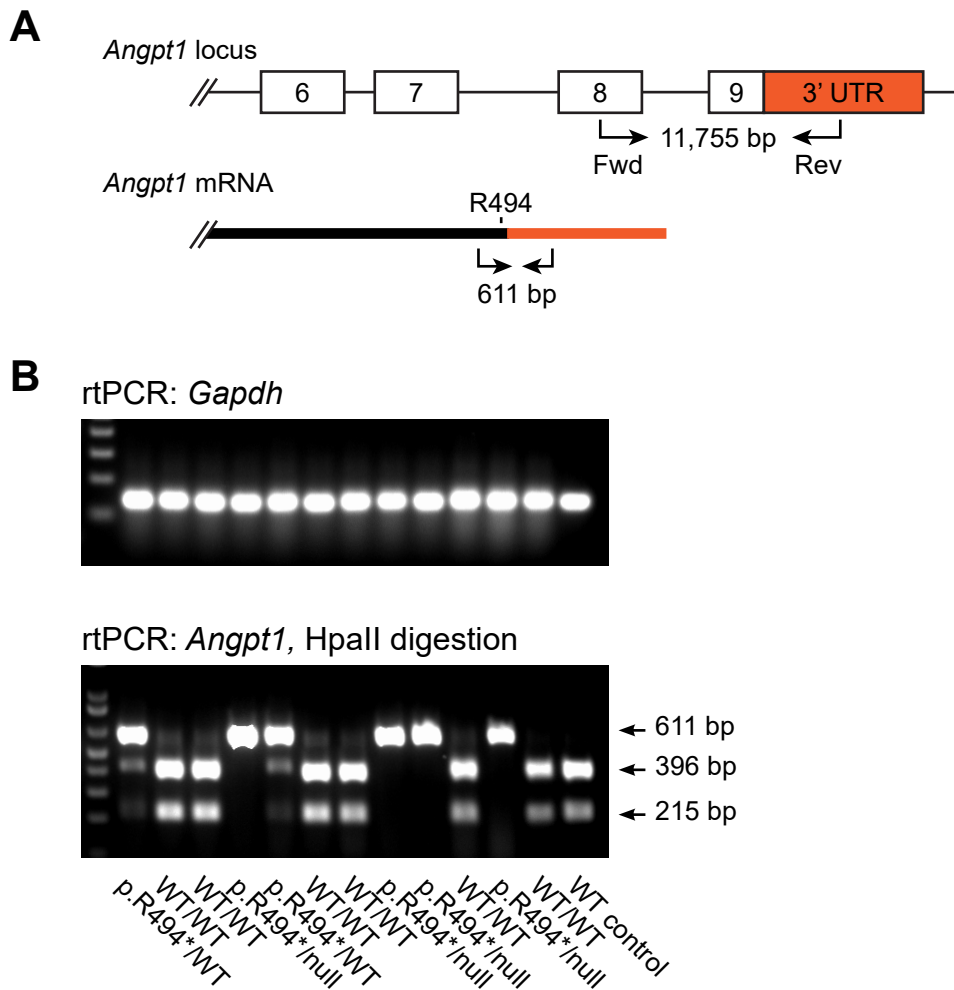 A
Angpt1 locus
6 7 8 9 3’ UTR
11,755 bp
Fwd Rev
Angpt1 mRNA
R494
611 bp
B
rtPCR: Gapdh
rtPCR: Angpt1, HpaII digestion
611 bp
396 bp
215 bp
p.R494*/WT
WT/WT
WT/WT
p.R494*/null
p.R494*/WT
WT/WT
WT/WT
p.R494*/null
p.R494*/null
WT/WT
p.R494*/null
WT/WT
WT control